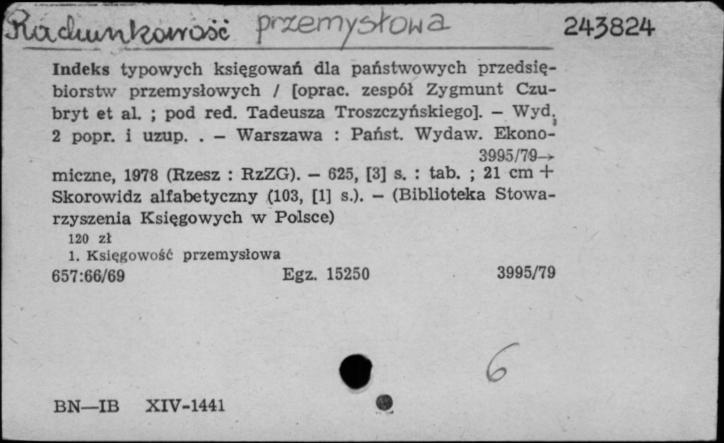 Rachunkowość przemysłowa 243824
Indeks typowych księgowań dla państwowych przedsię-
biorstw przemysłowych / [oprac. zespół Zygmunt Czu-
bryt et al. ; pod red. Tadeusza Troszczyńskiego]. — Wyd.
2 popr. i uzup. . — Warszawa : Państ. Wydaw. Ekono-
3995/79→
miczne, 1978 (Rzesz : RzZG). — 625, [3] s. : tab. ; 21 cm +
Skorowidz alfabetyczny (103, [1] s.). — (Biblioteka Stowa-
rzyszenia Księgowych w Polsce)
120 zł
1. Księgowość przemysłowa
657:66/69 Egz. 15250 3995/79
6
BN—IB XIV-1441